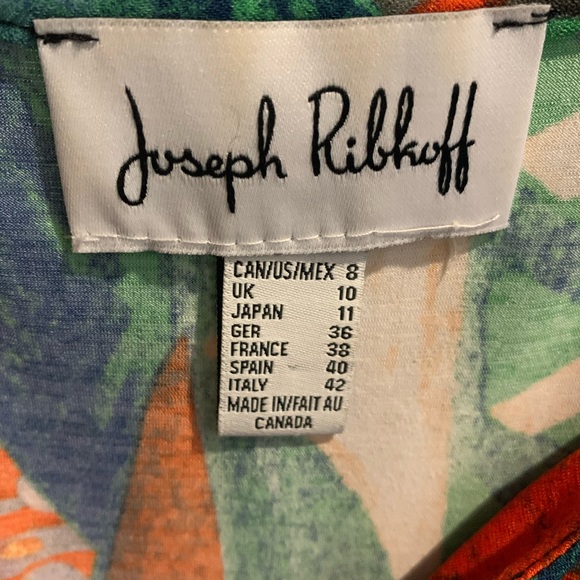 Joseph Ribkoff
CAN/US/MEX 8
UK 10
JAPAN 11
GER 36
FRANCE 38
SPAIN 40
ITALY 42
MADE IN/FAIT AU
CANADA